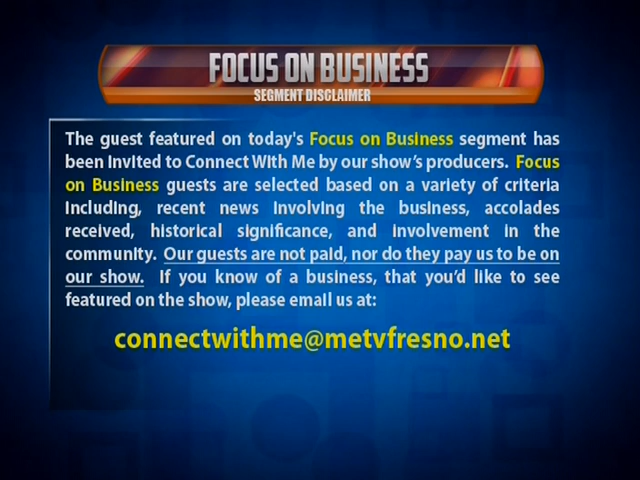 FOCUS ON BUSINESS
SEGMENT DISCLAIMER
The guest featured on today's Focus on Business segment has
been invited to Connect With Me by our show's producers. Focus
on Business guests are selected based on a variety of criteria
including, recent news involving the business, accolades
received, historical significance, and involvement in the
community. Our guests are not paid, nor do they pay us to be on
our show. If you know of a business, that you'd like to see
featured on the show, please email us at:
connectwithme@metvfresno.net